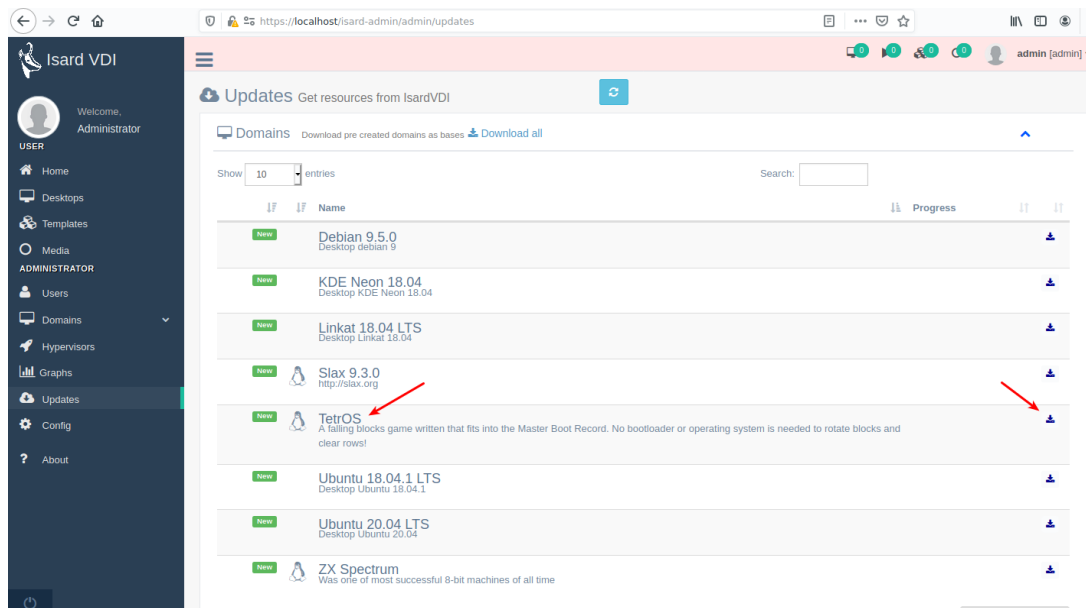 https://localhost/isard-admin/admin/updates
Isard VDI
0 0 0 0 admin [admin]
Welcome,
Administrator
USER
Home
Desktops
Templates
Media
ADMINISTRATOR
Users
Domains
Hypervisors
Graphs
Updates
Config
? About
Updates Get resources from IsardVDI
Domains Download pre created domains as bases Download all
Show 10 entries Search:
Name Progress
New Debian 9.5.0
Desktop debian 9
New KDE Neon 18.04
Desktop KDE Neon 18.04
New Linkat 18.04 LTS
Desktop Linkat 18.04
New Slax 9.3.0
http://slax.org
New TetrOS
A falling blocks game written that fits into the Master Boot Record. No bootloader or operating system is needed to rotate blocks and
clear rows!
New Ubuntu 18.04.1 LTS
Desktop Ubuntu 18.04.1
New Ubuntu 20.04 LTS
Desktop Ubuntu 20.04
New ZX Spectrum
Was one of most successful 8-bit machines of all time